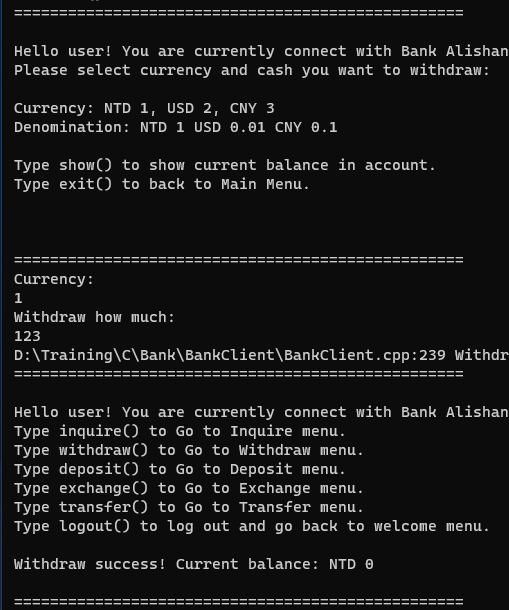 ==================================================
Hello user! You are currently connect with Bank Alishan
Please select currency and cash you want to withdraw:
Currency: NTD 1, USD 2, CNY 3
Denomination: NTD 1 USD 0.01 CNY 0.1
Type show() to show current balance in account.
Type exit() to back to Main Menu.
==================================================
Currency:
1
Withdraw how much:
123
D:\Training\C\Bank\BankClient\BankClient.cpp:239 Withdr
==================================================
Hello user! You are currently connect with Bank Alishan
Type inquire() to Go to Inquire menu.
Type withdraw() to Go to Withdraw menu.
Type deposit() to Go to Deposit menu.
Type exchange() to Go to Exchange menu.
Type transfer() to Go to Transfer menu.
Type logout() to log out and go back to welcome menu.
Withdraw success! Current balance: NTD 0
==================================================